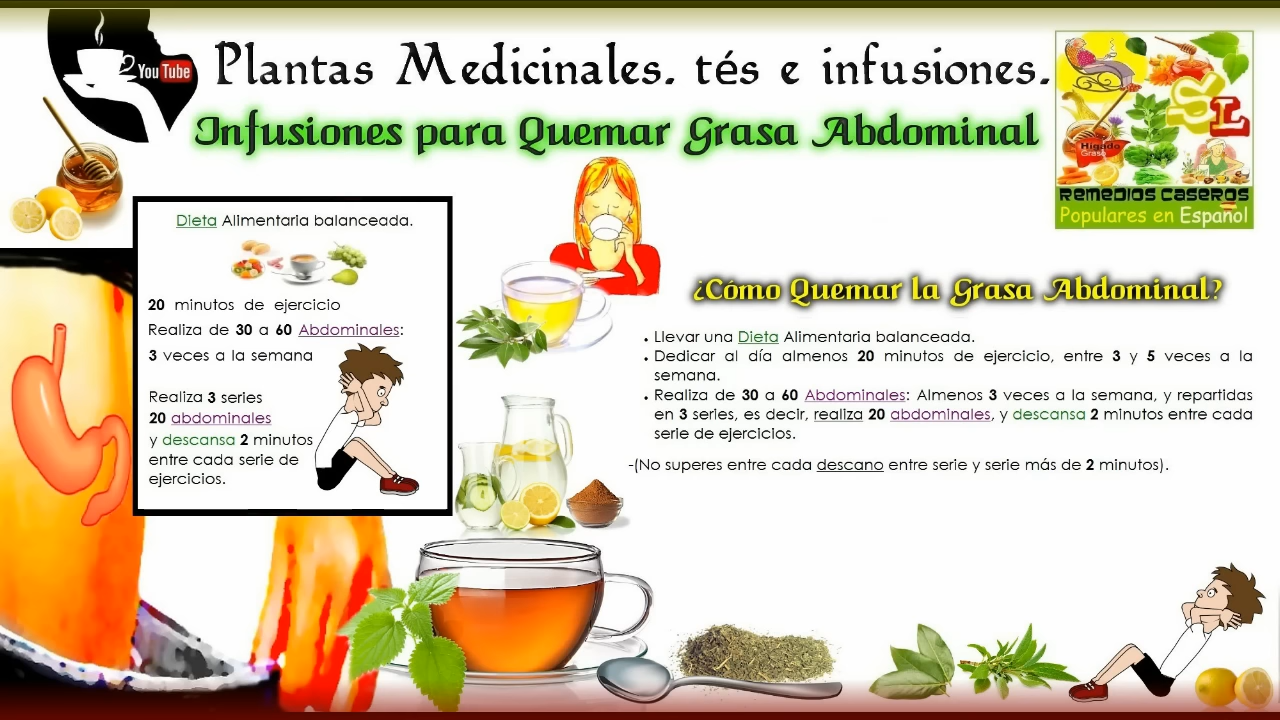 You Tube
Plantas Medicinales. tés e infusiones.
Infusiones para Quemar Grasa Abdominal
SL
Higado
Graso
Remedios Caseros
Populares en Español
Dieta Alimentaria balanceada.
20 minutos de ejercicio
Realiza de 30 a 60 Abdominales:
3 veces a la semana
Realiza 3 series
20 abdominales
y descansa 2 minutos
entre cada serie de
ejercicios.
¿Cómo Quemar la Grasa Abdominal?
• Llevar una Dieta Alimentaria balanceada.
• Dedicar al día almenos 20 minutos de ejercicio, entre 3 y 5 veces a la
semana.
• Realiza de 30 a 60 Abdominales: Almenos 3 veces a la semana, y repartidas
en 3 series, es decir, realiza 20 abdominales, y descansa 2 minutos entre cada
serie de ejercicios.
-(No superes entre cada descano entre serie y serie más de 2 minutos).